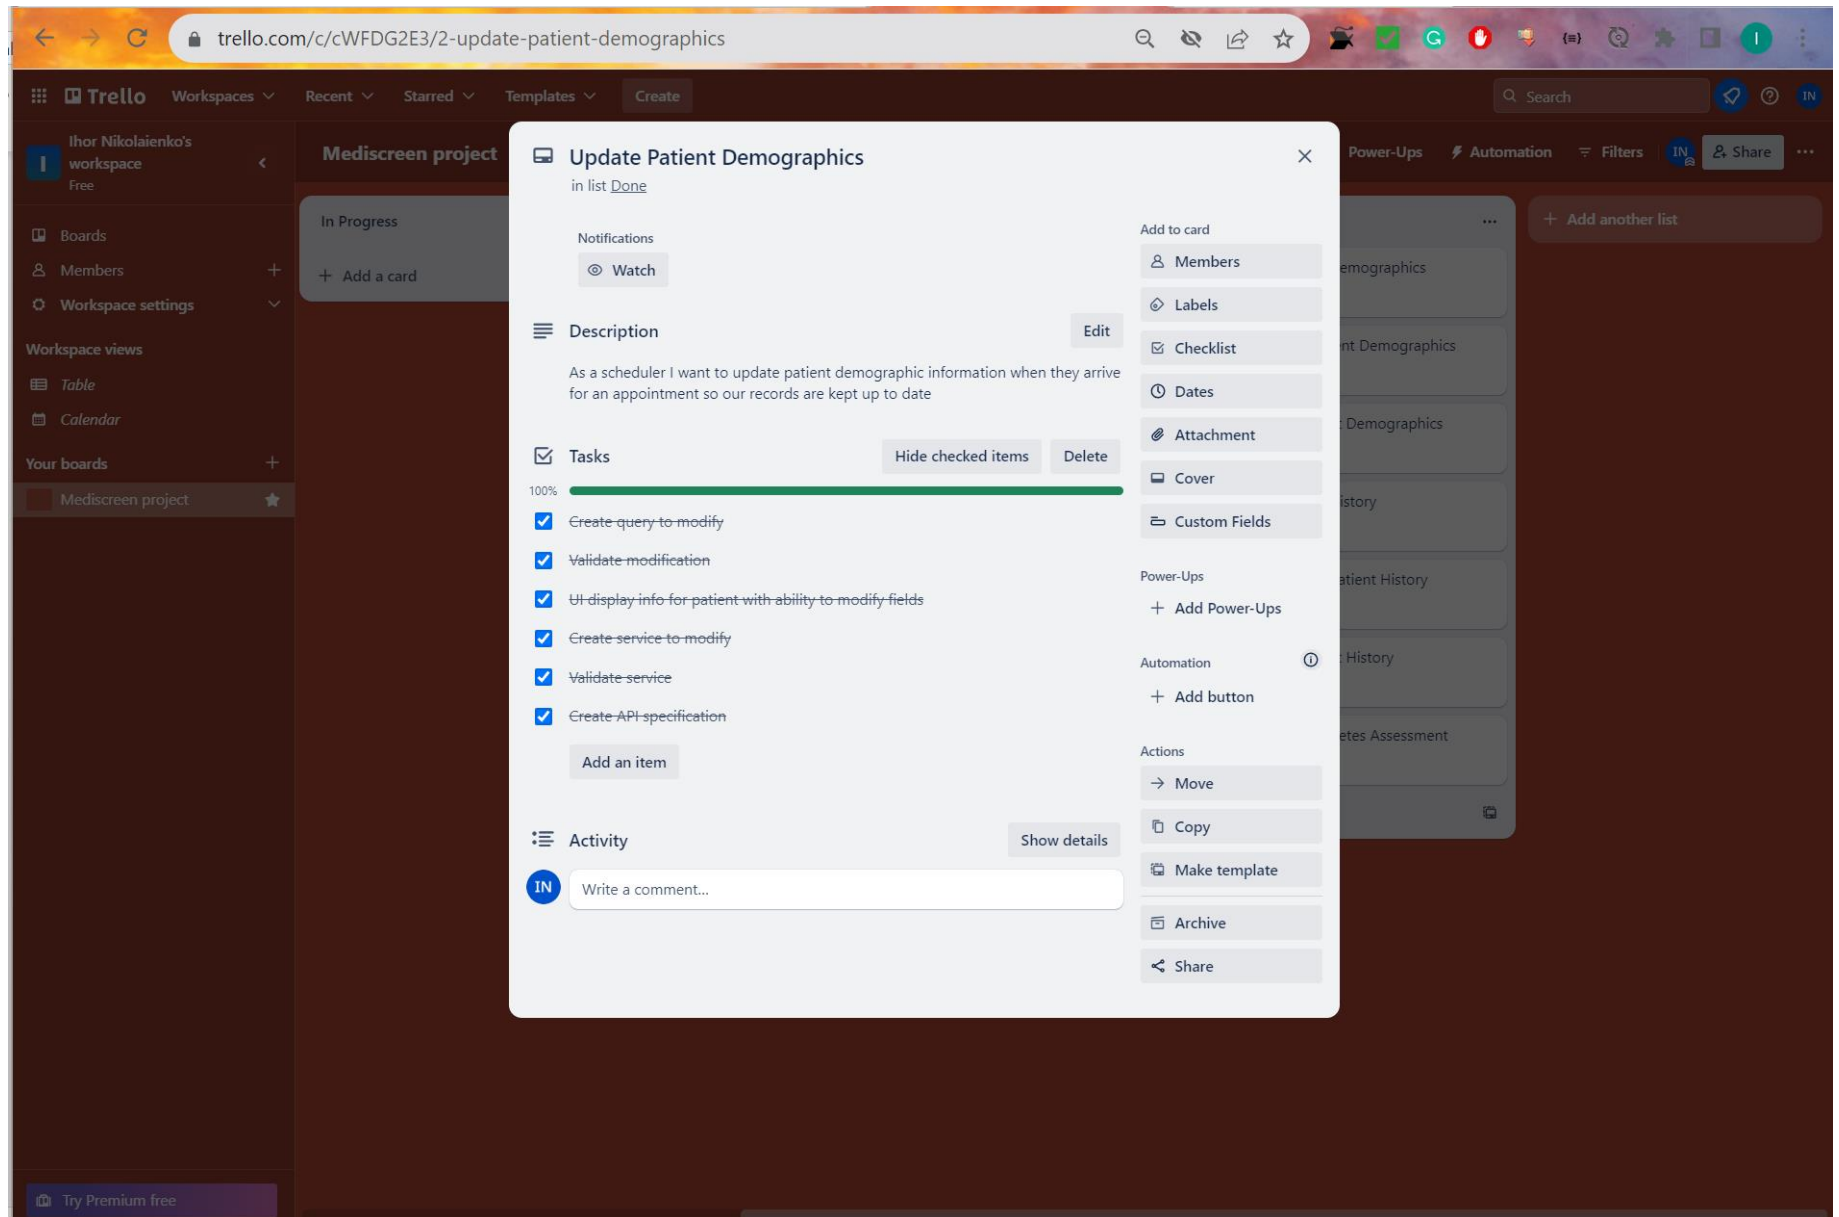 trello.com/c/cWFDG2E3/2-update-patient-demographics
Trello Workspaces Recent Starred Templates Create
Search
IN
I
Ihor Nikolaienko's
workspace
Free
Mediscreen project
Power-Ups Automation Filters IN Share
Boards
Members
Workspace settings
Workspace views
Table
Calendar
Your boards
Mediscreen project
Try Premium free
In Progress
Add a card
Update Patient Demographics
in list Done
Notifications
Watch
Description
Edit
As a scheduler I want to update patient demographic information when they arrive
for an appointment so our records are kept up to date
Tasks
Hide checked items Delete
100%
Create query to modify
Validate modification
UI display info for patient with ability to modify fields
Create service to modify
Validate service
Create API specification
Add an item
Activity
Show details
IN
Write a comment...
Add to card
Members
Labels
Checklist
Dates
Attachment
Cover
Custom Fields
Power-Ups
Add Power-Ups
Automation
Add button
Actions
Move
Copy
Make template
Archive
Share
emographics
nt Demographics
Demographics
istory
atient History
History
etes Assessment
Add another list